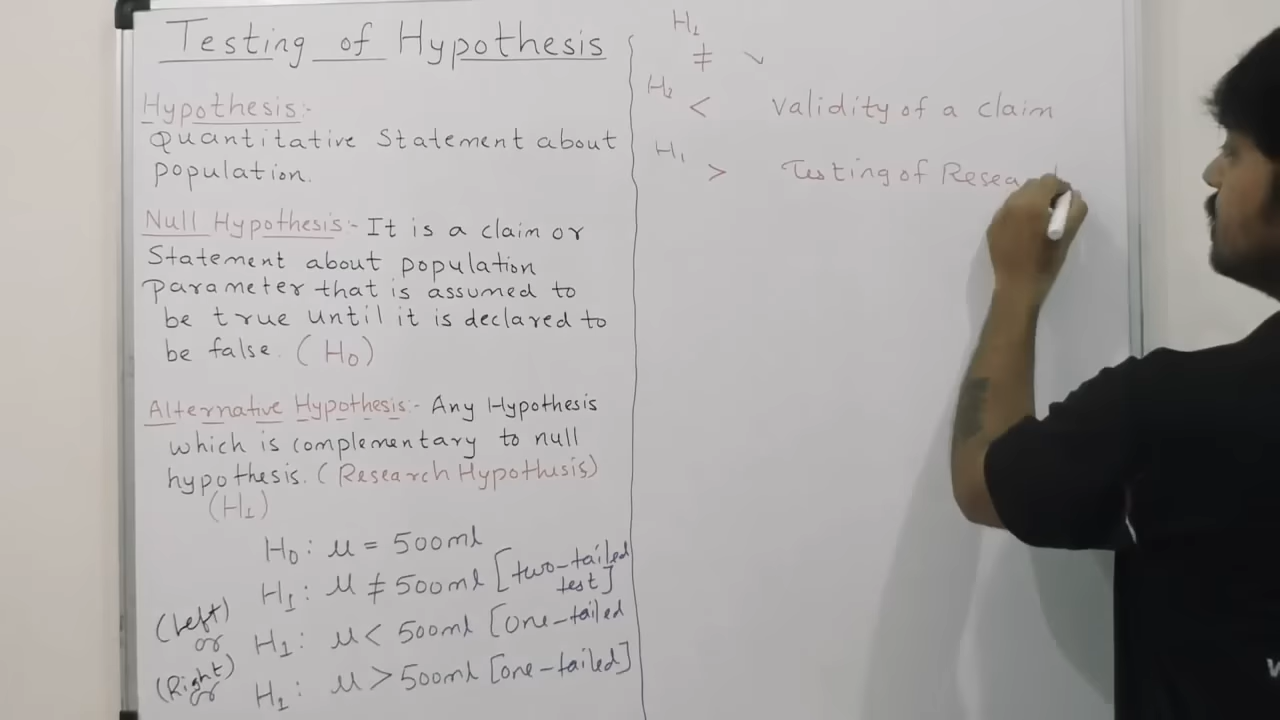 Testing of Hypothesis
Hypothesis:-
Quantitative Statement about
population.
Null Hypothesis:- It is a claim or
Statement about population
parameter that is assumed to
be true until it is declared to
be false. (H0)
Alternative Hypothesis:- Any Hypothesis
which is complementary to null
hypothesis. (Research Hypothesis)
(H1)
H0: μ = 500ml
H1: μ ≠ 500ml [two-tailed
test]
(Left)
or H1: μ < 500ml [one-tailed
(Right)
or H1: μ > 500ml [one-tailed]
H1
≠
H1
< Validity of a claim
H1
> Testing of Resea